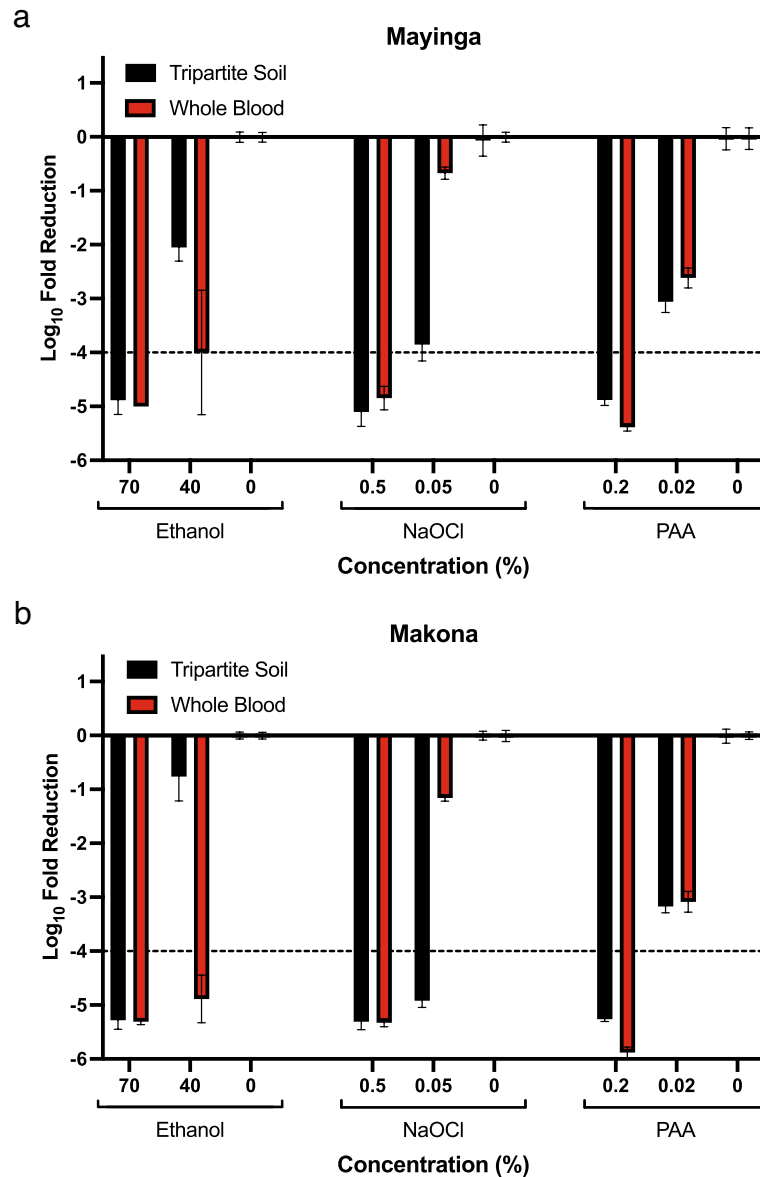 a
Mayinga
Tripartite Soil
Whole Blood
Log10 Fold Reduction
1
0
-1
-2
-3
-4
-5
-6
70 40 0 0.5 0.05 0 0.2 0.02 0
Ethanol NaOCl PAA
Concentration (%)
b
Makona
Tripartite Soil
Whole Blood
Log10 Fold Reduction
1
0
-1
-2
-3
-4
-5
-6
70 40 0 0.5 0.05 0 0.2 0.02 0
Ethanol NaOCl PAA
Concentration (%)